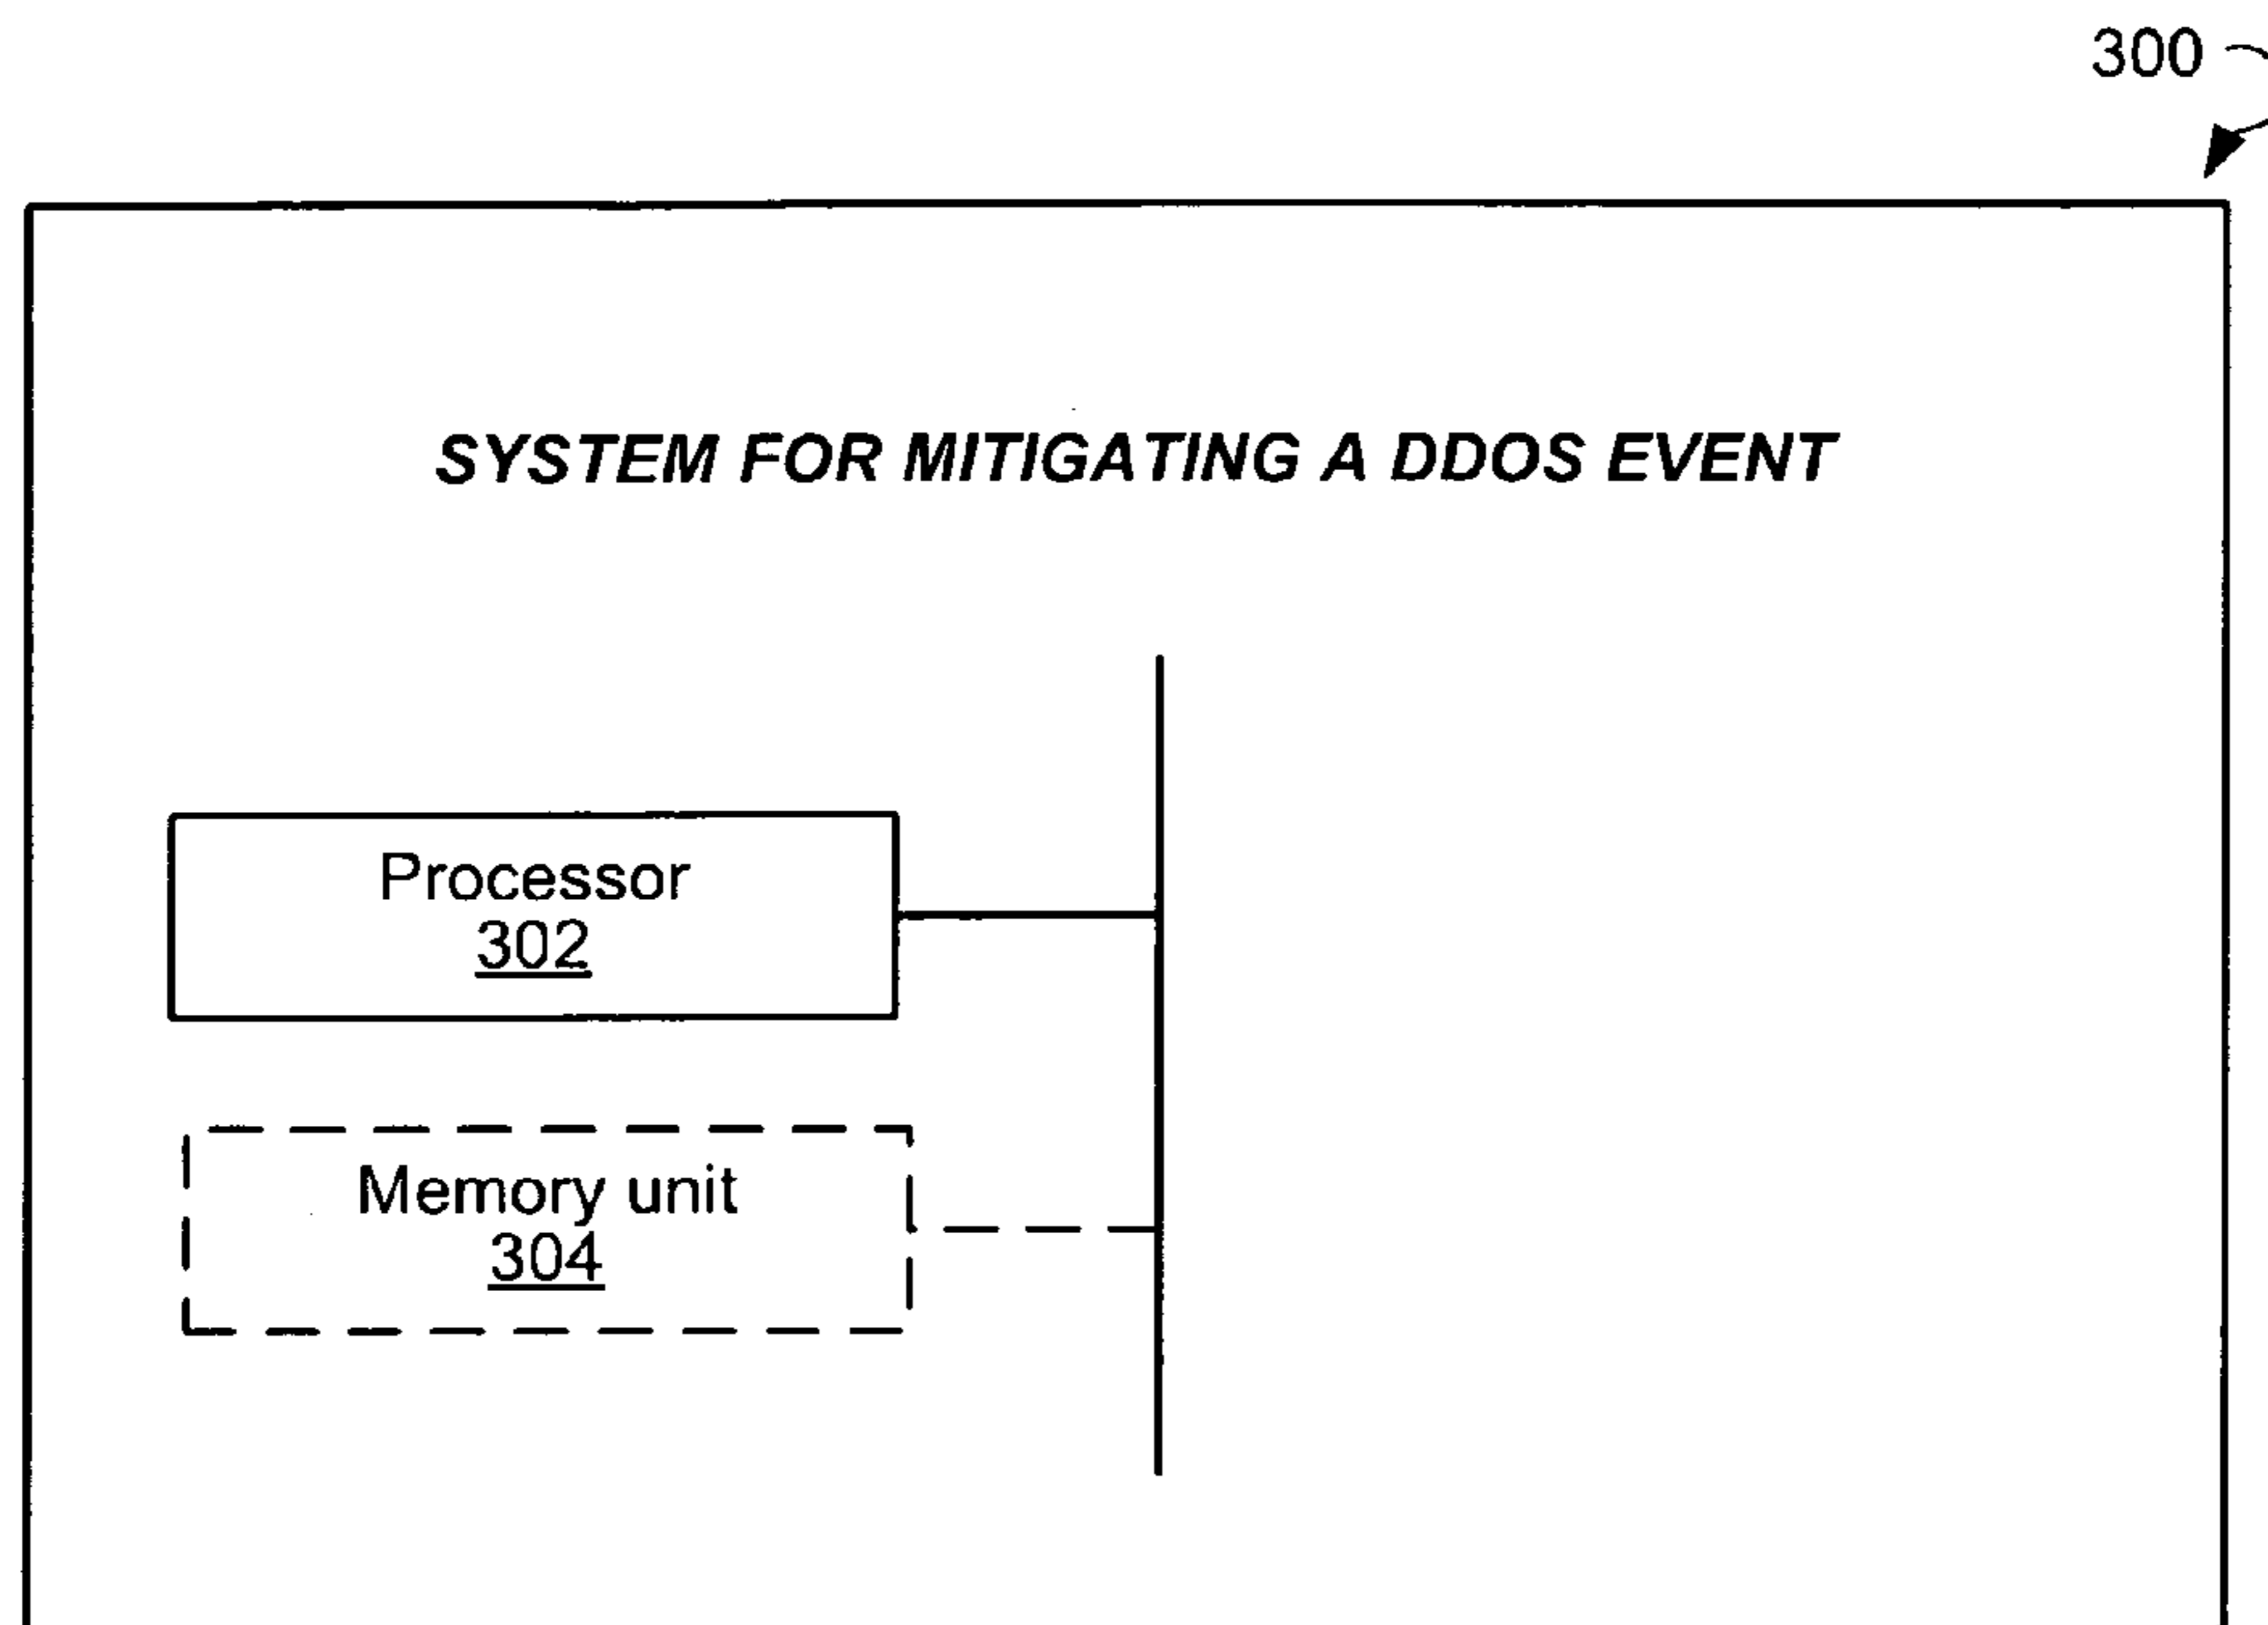 300
SYSTEM FOR MITIGATING A DDOS EVENT
Processor
302
Memory unit
304